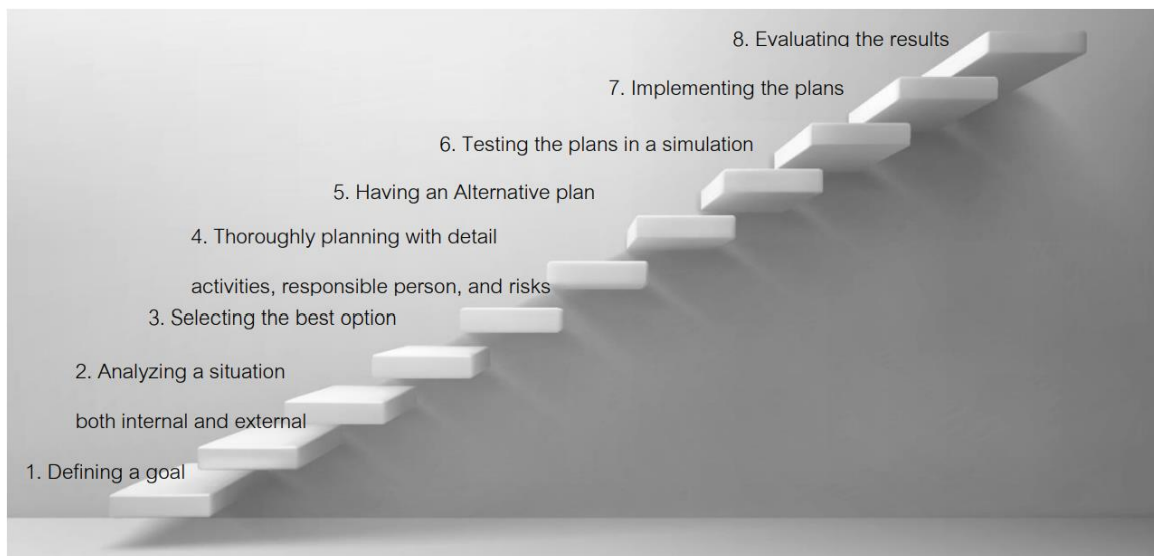 8. Evaluating the results
7. Implementing the plans
6. Testing the plans in a simulation
5. Having an Alternative plan
4. Thoroughly planning with detail
activities, responsible person, and risks
3. Selecting the best option
2. Analyzing a situation
both internal and external
1. Defining a goal